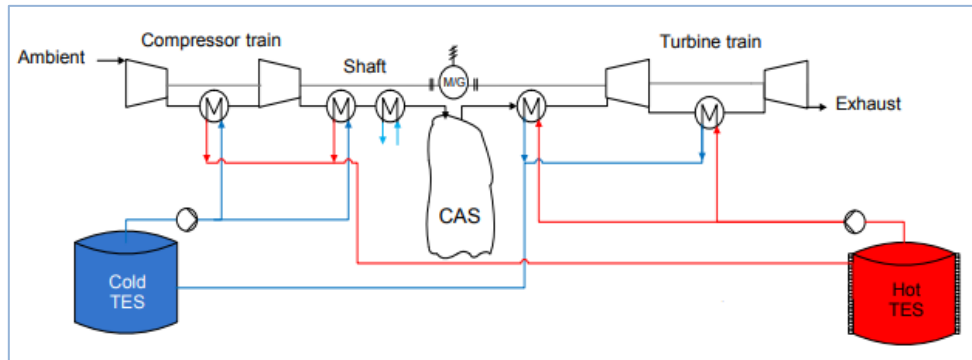 Compressor train
Turbine train
Ambient
Shaft
M/G
Exhaust
CAS
Cold
TES
Hot
TES